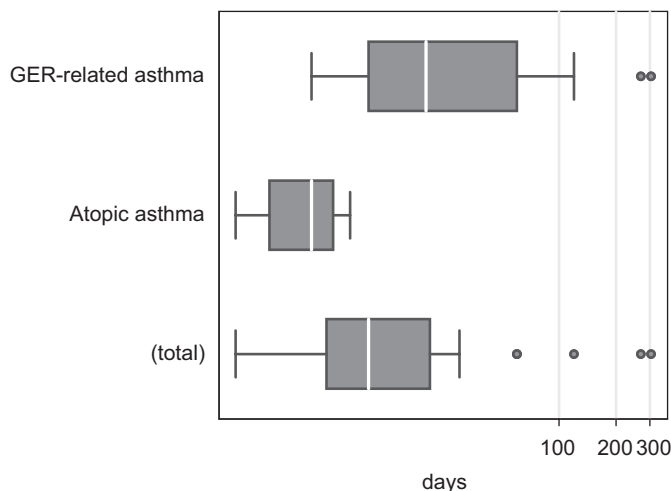 GER-related asthma
Atopic asthma
(total)
100 200 300
days